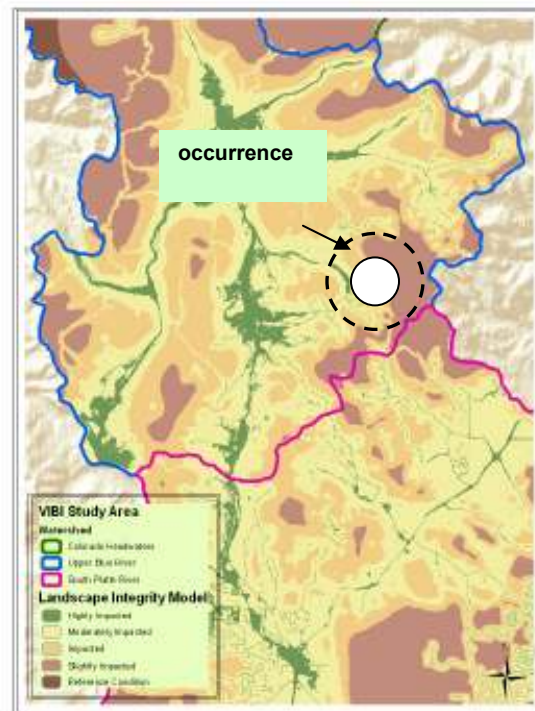 occurrence
VIBI Study Area
Watershed
Colorado Headwaters
Upper Blue River
South Platte River
Landscape Integrity Model
Highly Impacted
Moderately Impacted
Impacted
Slightly Impacted
Reference Condition